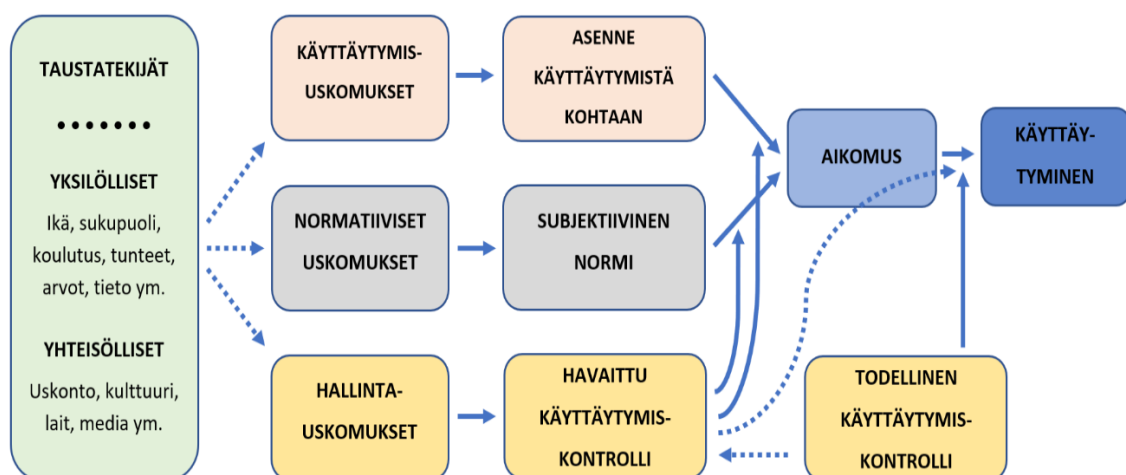 TAUSTATEKIJÄT
•••••••
YKSILÖLLISET
Ikä, sukupuoli,
koulutus, tunteet,
arvot, tieto ym.
YHTEISÖLLISET
Uskonto, kulttuuri,
lait, media ym.
KÄYTTÄYTYMIS-
USKOMUKSET
NORMATIIVISET
USKOMUKSET
HALLINTA-
USKOMUKSET
ASENNE
KÄYTTÄYTYMISTÄ
KOHTAAN
SUBJEKTIIVINEN
NORMI
HAVAITTU
KÄYTTÄYTYMIS-
KONTROLLI
AIKOMUS
KÄYTTÄY-
TYMINEN
TODELLINEN
KÄYTTÄYTYMIS-
KONTROLLI